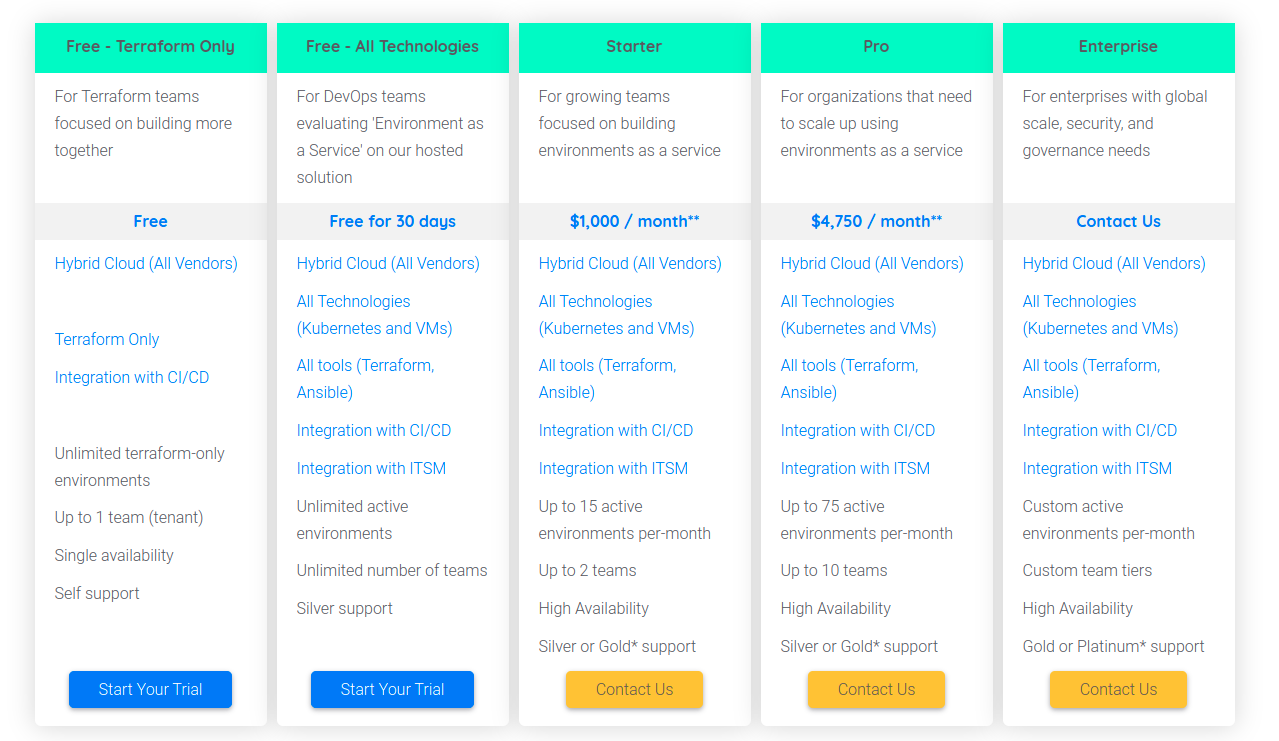 Free - Terraform Only
For Terraform teams
focused on building more
together
Free
Hybrid Cloud (All Vendors)
Terraform Only
Integration with CI/CD
Unlimited terraform-only
environments
Up to 1 team (tenant)
Single availability
Self support
Start Your Trial
Free - All Technologies
For DevOps teams
evaluating 'Environment as
a Service' on our hosted
solution
Free for 30 days
Hybrid Cloud (All Vendors)
All Technologies
(Kubernetes and VMs)
All tools (Terraform,
Ansible)
Integration with CI/CD
Integration with ITSM
Unlimited active
environments
Unlimited number of teams
Silver support
Start Your Trial
Starter
For growing teams
focused on building
environments as a service
$1,000 / month**
Hybrid Cloud (All Vendors)
All Technologies
(Kubernetes and VMs)
All tools (Terraform,
Ansible)
Integration with CI/CD
Integration with ITSM
Up to 15 active
environments per-month
Up to 2 teams
High Availability
Silver or Gold* support
Contact Us
Pro
For organizations that need
to scale up using
environments as a service
$4,750 / month**
Hybrid Cloud (All Vendors)
All Technologies
(Kubernetes and VMs)
All tools (Terraform,
Ansible)
Integration with CI/CD
Integration with ITSM
Up to 75 active
environments per-month
Up to 10 teams
High Availability
Silver or Gold* support
Contact Us
Enterprise
For enterprises with global
scale, security, and
governance needs
Contact Us
Hybrid Cloud (All Vendors)
All Technologies
(Kubernetes and VMs)
All tools (Terraform,
Ansible)
Integration with CI/CD
Integration with ITSM
Custom active
environments per-month
Custom team tiers
High Availability
Gold or Platinum* support
Contact Us